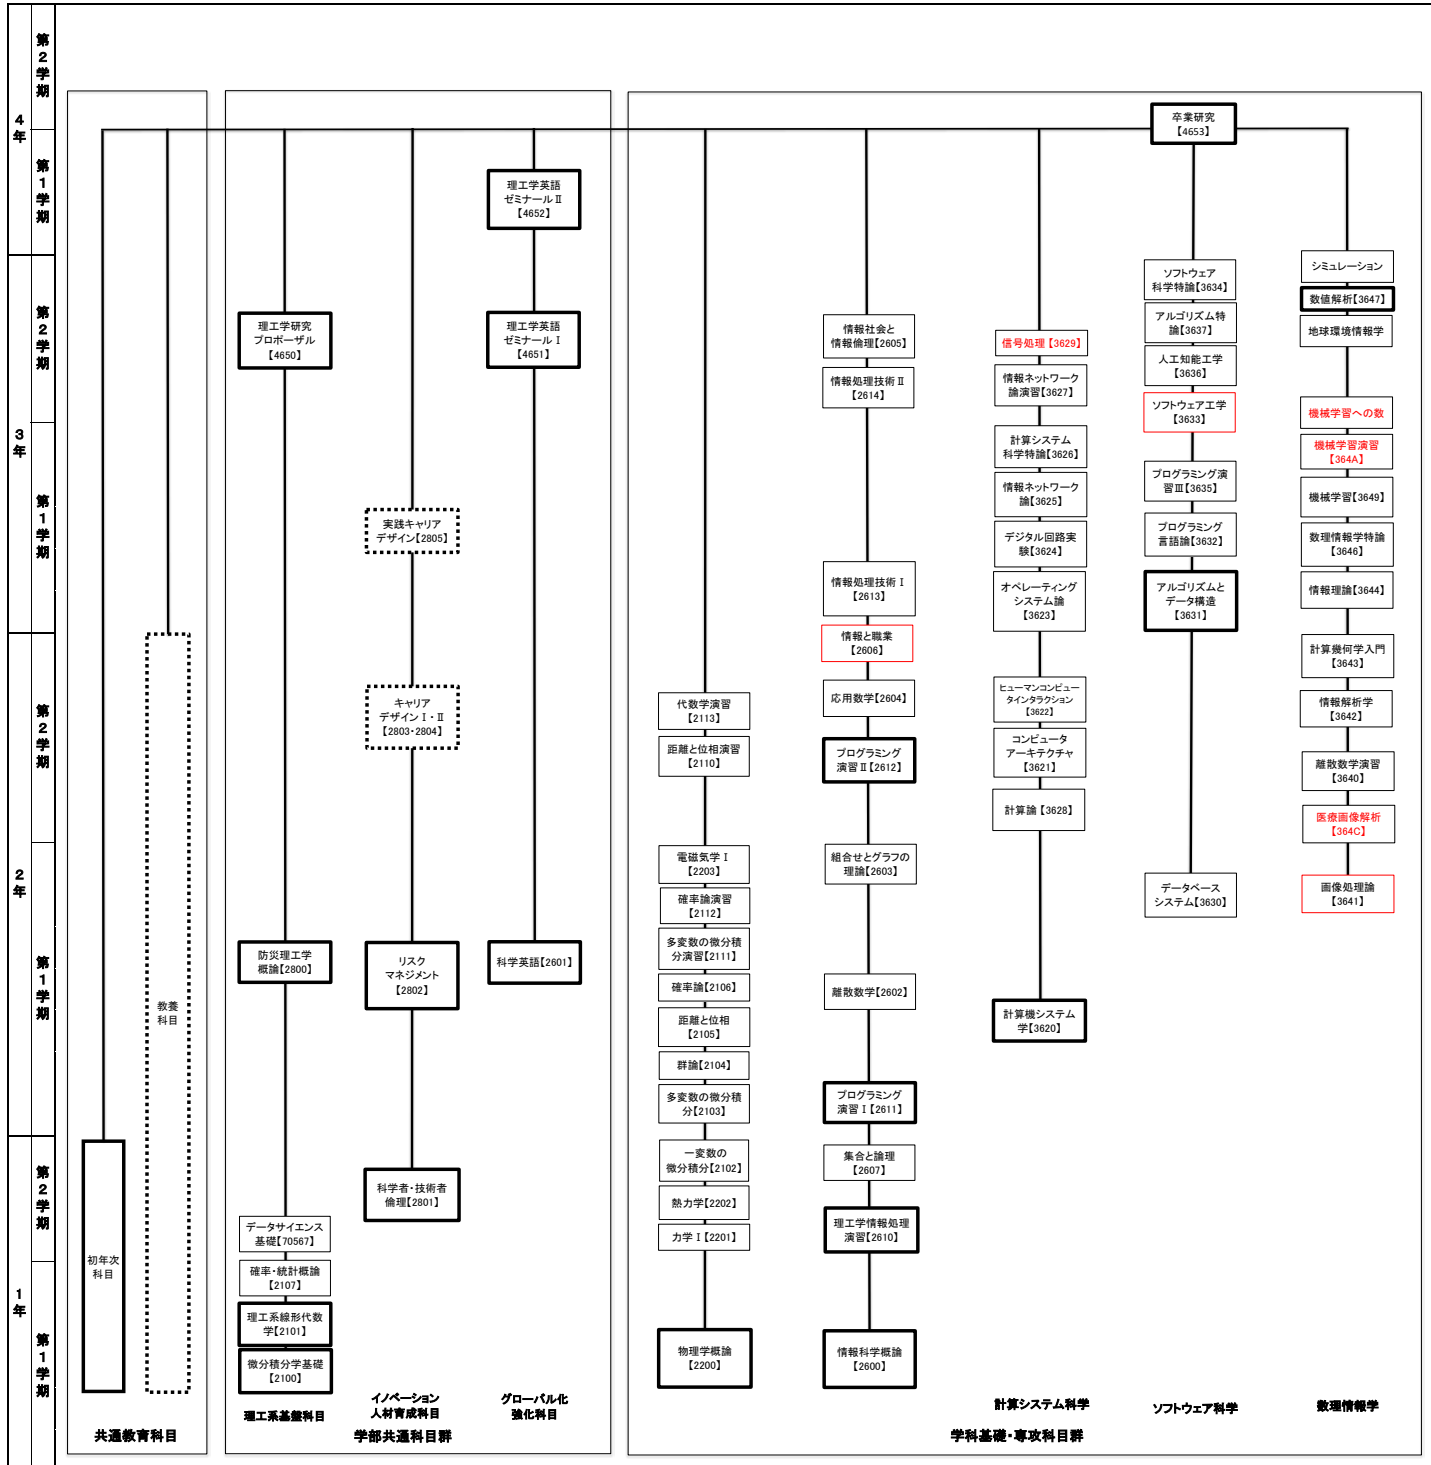 4
年
第
2
学
期
第
1
学
期
3
年
第
2
学
期
第
1
学
期
2
年
第
2
学
期
第
1
学
期
1
年
第
2
学
期
第
1
学
期
初年次
科目
教養
科目
共通教育科目
理工学研究
プロポーザル
【4650】
防災理工学
概論【2800】
データサイエンス
基礎【70567】
確率・統計概論
【2107】
理工系線形代数
学【2101】
微分積分学基礎
【2100】
理工系基盤科目
実践キャリア
デザイン【2805】
キャリア
デザインⅠ・Ⅱ
【2803・2804】
リスク
マネジメント
【2802】
科学者・技術者
倫理【2801】
イノベーション
人材育成科目
理工学英語
ゼミナールⅡ
【4652】
理工学英語
ゼミナールⅠ
【4651】
科学英語【2601】
グローバル化
強化科目
学部共通科目群
代数学演習
【2113】
距離と位相演習
【2110】
電磁気学Ⅰ
【2203】
確率論演習
【2112】
多変数の微分積
分演習【2111】
確率論【2106】
距離と位相
【2105】
群論【2104】
多変数の微分積
分【2103】
一変数の
微分積分【2102】
熱力学【2202】
力学Ⅰ【2201】
物理学概論
【2200】
情報社会と
情報倫理【2605】
情報処理技術Ⅱ
【2614】
情報処理技術Ⅰ
【2613】
情報と職業
【2606】
応用数学【2604】
プログラミング
演習Ⅱ【2612】
組合せとグラフの
理論【2603】
離散数学【2602】
プログラミング
演習Ⅰ【2611】
集合と論理
【2607】
理工学情報処理
演習【2610】
情報科学概論
【2600】
信号処理【3629】
情報ネットワーク
論演習【3627】
計算システム
科学特論【3626】
情報ネットワーク
論【3625】
デジタル回路実
験【3624】
オペレーティング
システム論
【3623】
ヒューマンコンピュー
タインタラクション
【3622】
コンピュータ
アーキテクチャ
【3621】
計算論【3628】
計算機システム
学【3620】
計算システム科学
卒業研究
【4653】
ソフトウェア
科学特論【3634】
アルゴリズム特
論【3637】
人工知能工学
【3636】
ソフトウェア工学
【3633】
プログラミング演
習Ⅲ【3635】
プログラミング
言語論【3632】
アルゴリズムと
データ構造
【3631】
データベース
システム【3630】
ソフトウェア科学
シミュレーション
数値解析【3647】
地球環境情報学
機械学習への数
機械学習演習
【364A】
機械学習【3649】
数理情報学特論
【3646】
情報理論【3644】
計算幾何学入門
【3643】
情報解析学
【3642】
離散数学演習
【3640】
医療画像解析
【364C】
画像処理論
【3641】
数理情報学
学科基礎・専攻科目群